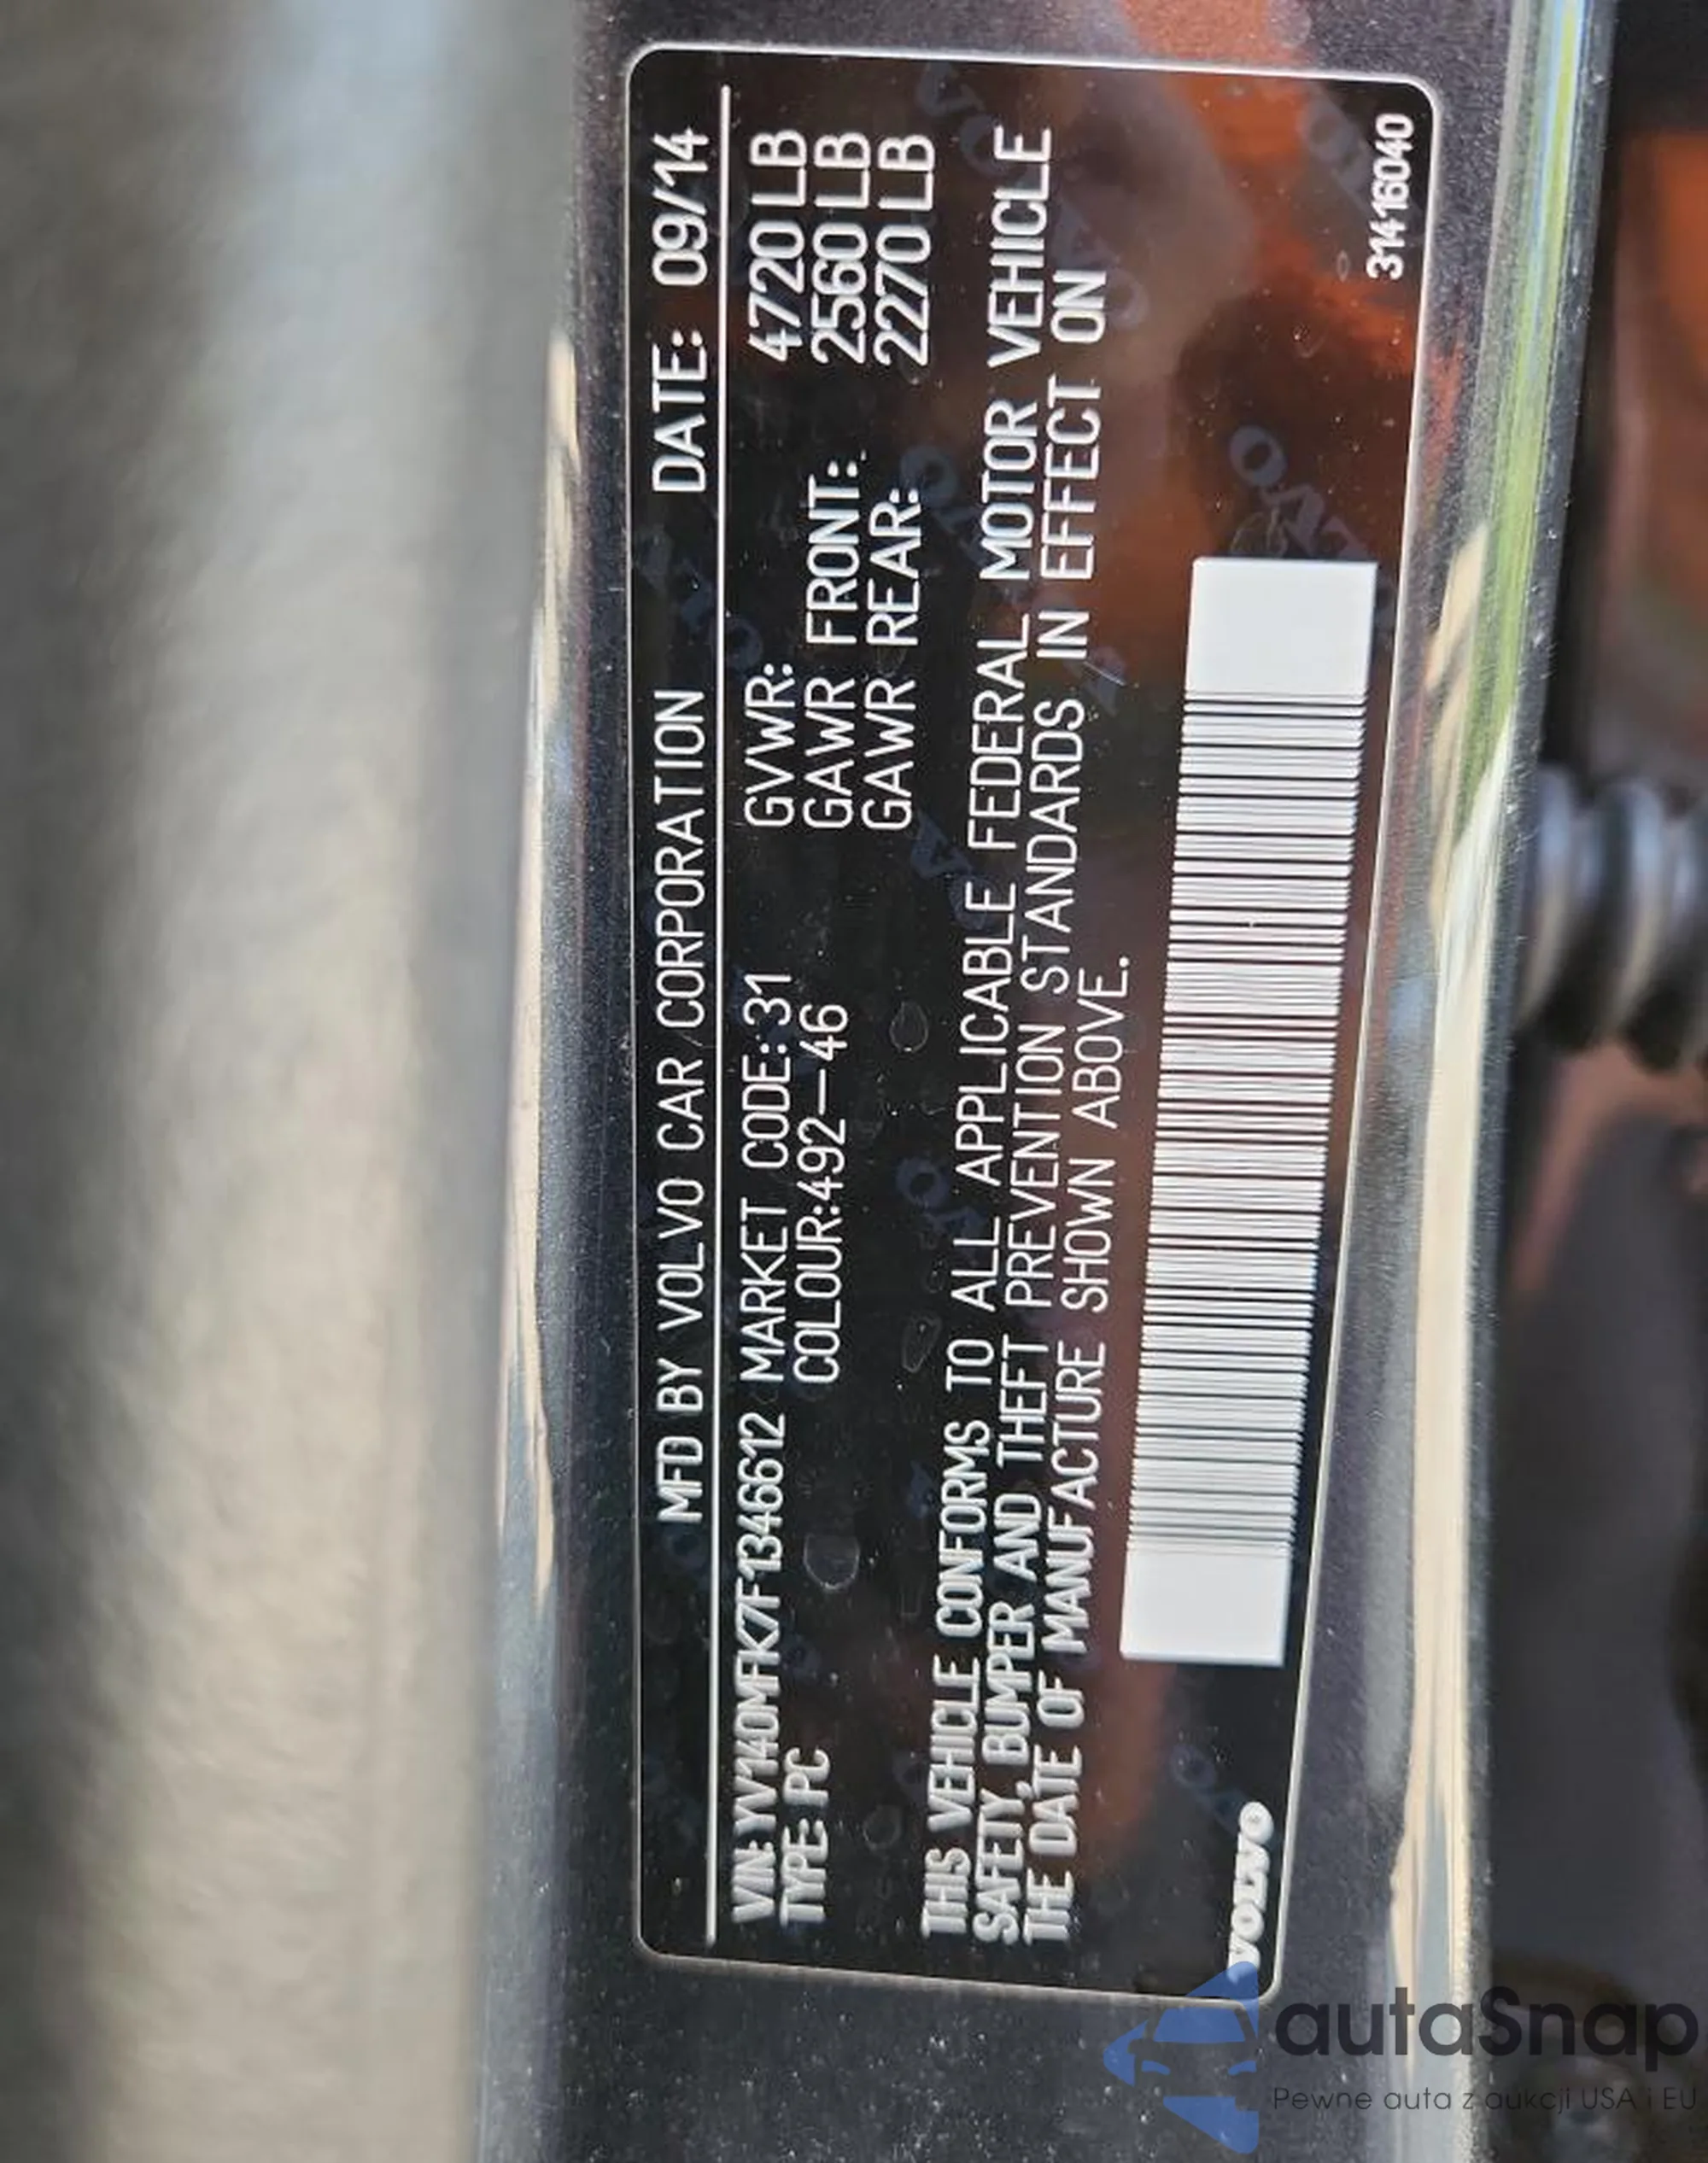 MFD BY VOLVO CAR CORPORATION DATE: 09/14
VIN: YV140MFK7F1346612 MARKET CODE: 31 GVWR: 4720 LB
TYPE: PC COLOUR:492-46 GAWR FRONT: 2560 LB
GAWR REAR: 2270 LB
THIS VEHICLE CONFORMS TO ALL APPLICABLE FEDERAL MOTOR VEHICLE
SAFETY, BUMPER AND THEFT PREVENTION STANDARDS IN EFFECT ON
THE DATE OF MANUFACTURE SHOWN ABOVE.
VOLVO
31416040
autaSnap
Pewne auta z aukcji USA i EU